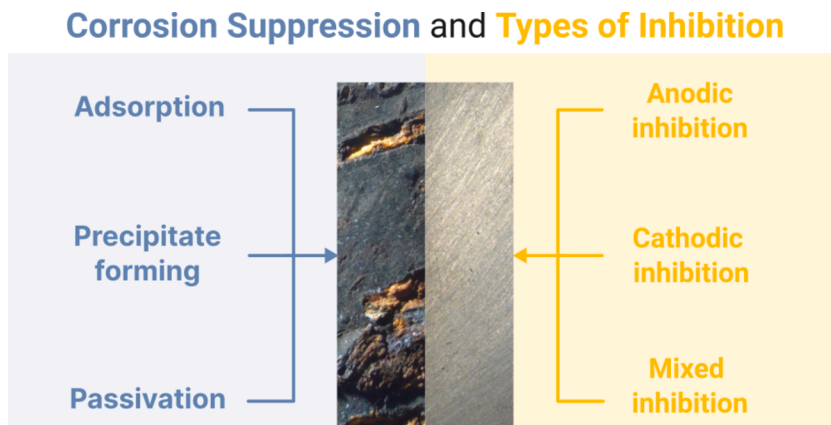 Corrosion Suppression and Types of Inhibition
Adsorption
Precipitate
forming
Passivation
Anodic
inhibition
Cathodic
inhibition
Mixed
inhibition